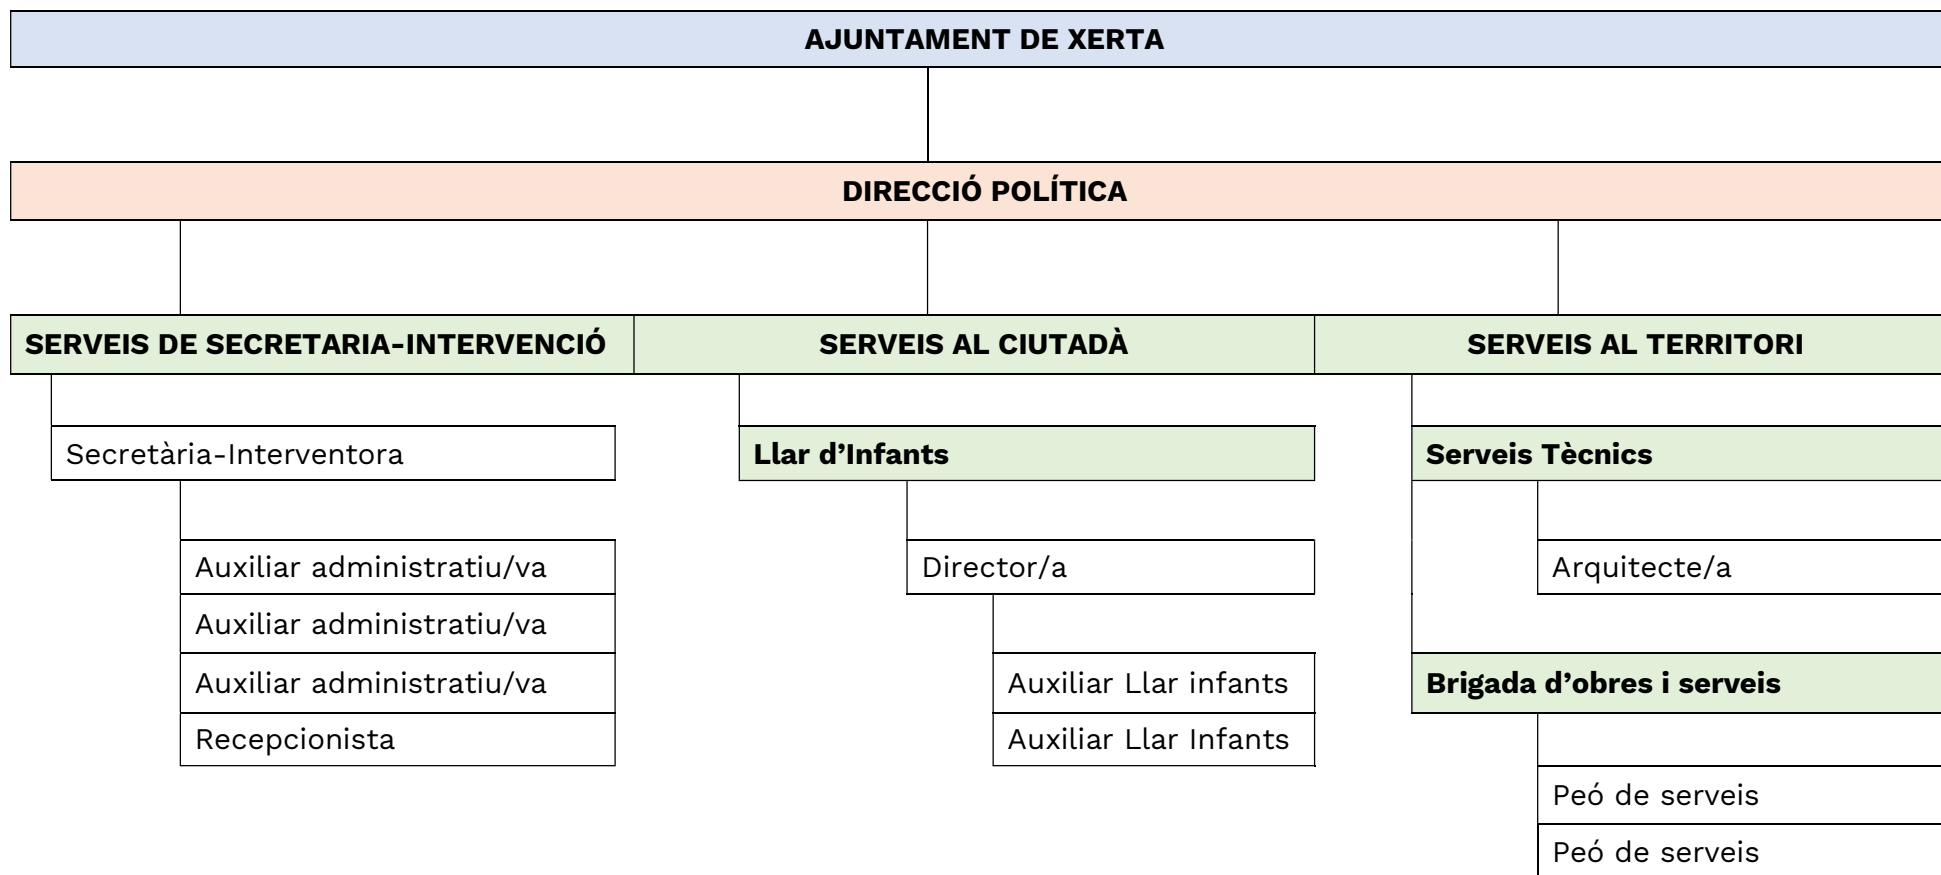 AJUNTAMENT DE XERTA
DIRECCIÓ POLÍTICA
SERVEIS DE SECRETARIA-INTERVENCIÓ
SERVEIS AL CIUTADÀ
SERVEIS AL TERRITORI
Secretària-Interventora
Llar d’Infants
Serveis Tècnics
Auxiliar administratiu/va
Director/a
Arquitecte/a
Auxiliar administratiu/va
Auxiliar administratiu/va
Auxiliar Llar infants
Brigada d’obres i serveis
Recepcionista
Auxiliar Llar Infants
Peó de serveis
Peó de serveis